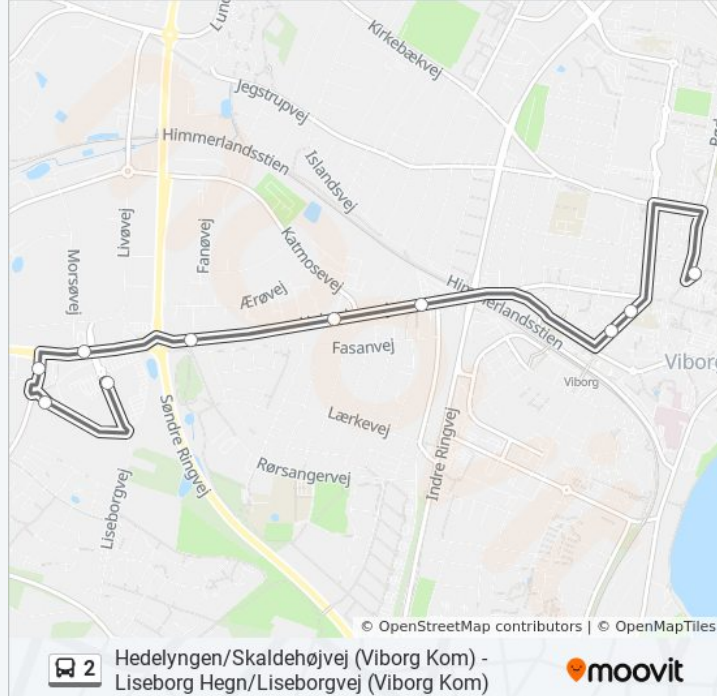 Lund
Kirkebækvej
Jegstrupvej
Himmerlandsstien
Islandsvej
Livøvej
Fanøvej
Morsøvej
Katmosevej
Ærøvej
Himmerlandsstien
Fasanvej
Viborg
Viborg
Lærkevej
Søndre Ringvej
Indre Ringvej
Rørsangervej
Liseborgvej
© OpenStreetMap contributors | © OpenMapTiles
2
Hedelyngen/Skaldehøjvej (Viborg Kom) -
Liseborg Hegn/Liseborgvej (Viborg Kom)
moovit